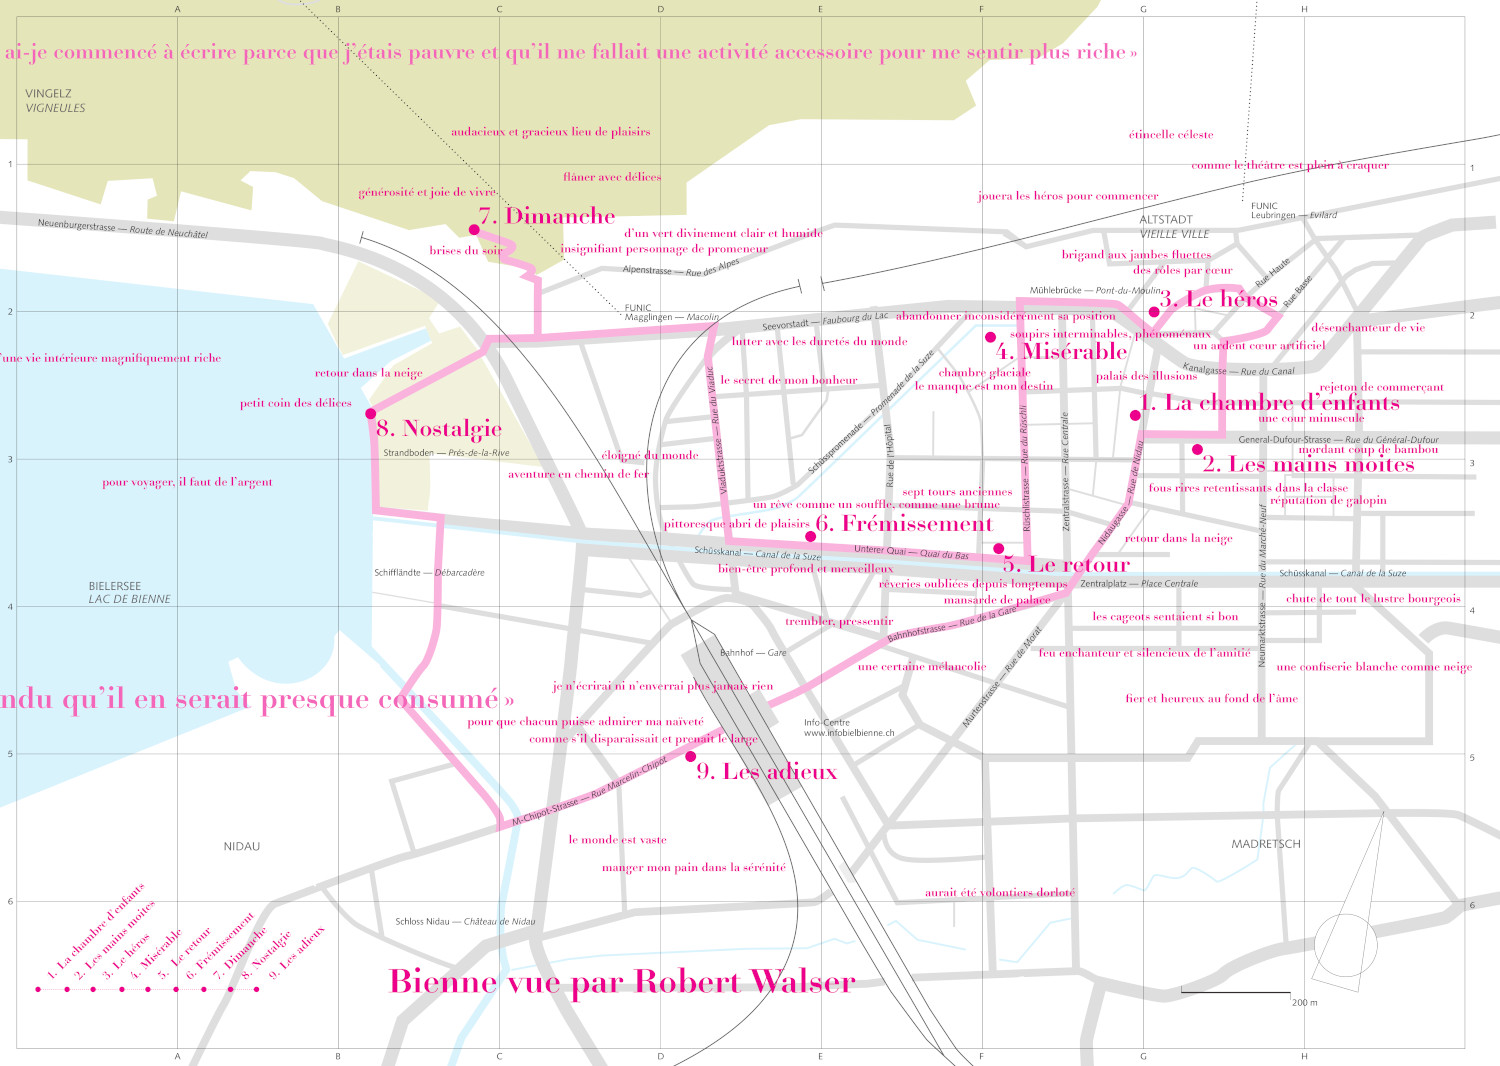 A B C D E F G H
ai-je commencé à écrire parce que j'étais pauvre et qu'il me fallait une activité accessoire pour me sentir plus riche »
VINGELZ
VIGNEULES
audacieux et gracieux lieu de plaisirs
étincelle céleste
1
comme le théâtre est plein à craquer
1
flâner avec délices
générosité et joie de vivre
jouera les héros pour commencer
FUNIC
Leubringen — Evilard
7. Dimanche
ALTSTADT
VIEILLE VILLE
Neuenburgerstrasse — Route de Neuchâtel
d'un vert divinement clair et humide
brises du soir
insignifiant personnage de promeneur
brigand aux jambes fluettes
des rôles par cœur
Alpenstrasse — Rue des Alpes
Rue Haute
Rue Basse
Mühlebrücke — Pont-du-Moulin
3. Le héros
FUNIC
Magglingen — Macolin
2
2
Seevorstadt — Faubourg du Lac
abandonner inconsidérément sa position
désenchanteur de vie
soupirs interminables, phénoménaux
lutter avec les duretés du monde
un ardent cœur artificiel
4. Misérable
'une vie intérieure magnifiquement riche
Kanalgasse — Rue du Canal
retour dans la neige
chambre glaciale
palais des illusions
le secret de mon bonheur
le manque est mon destin
rejeton de commerçant
petit coin des délices
1. La chambre d'enfants
une cour minuscule
8. Nostalgie
Viaduktstrasse — Rue du Viaduc
Schüsspromenade — Promenade de la Suze
Rue de l'Hôpital
Rüschlistrasse — Rue du Rüschli
Zentralstrasse — Rue Centrale
Nidaugasse — Rue de Nidau
General-Dufour-Strasse — Rue du Général-Dufour
mordant coup de bambou
Strandboden — Prés-de-la-Rive
éloigné du monde
3
2. Les mains moites
3
aventure en chemin de fer
pour voyager, il faut de l'argent
sept tours anciennes
fous rires retentissants dans la classe
un rêve comme un souffle, comme une brume
réputation de galopin
pittoresque abri de plaisirs
6. Frémissement
retour dans la neige
Schüsskanal — Canal de la Suze
Unterer Quai — Quai du Bas
5. Le retour
bien-être profond et merveilleux
Schifflände — Débarcadère
Schüsskanal — Canal de la Suze
Neumarktstrasse — Rue du Marché-Neuf
rêveries oubliées depuis longtemps
Zentralplatz — Place Centrale
BIELERSEE
LAC DE BIENNE
mansarde de palace
chute de tout le lustre bourgeois
4
4
trembler, pressentir
Bahnhofstrasse — Rue de la Gare
les cageots sentaient si bon
Bahnhof — Gare
Murtenstrasse — Rue de Morat
feu enchanteur et silencieux de l'amitié
une certaine mélancolie
une confiserie blanche comme neige
je n'écrirai ni n'enverrai plus jamais rien
ndu qu'il en serait presque consumé »
fier et heureux au fond de l'âme
pour que chacun puisse admirer ma naïveté
Info-Centre
www.infobielbienne.ch
comme s'il disparaissait et prenait le large
5
5
9. Les adieux
M-Chipot-Strasse — Rue Marcelin-Chipot
le monde est vaste
NIDAU
MADRETSCH
manger mon pain dans la sérénité
aurait été volontiers dorloté
6
6
Schloss Nidau — Château de Nidau
1. La chambre d'enfants
2. Les mains moites
3. Le héros
4. Misérable
5. Le retour
6. Frémissement
7. Dimanche
8. Nostalgie
9. Les adieux
Bienne vue par Robert Walser
200 m
A B C D E F G H